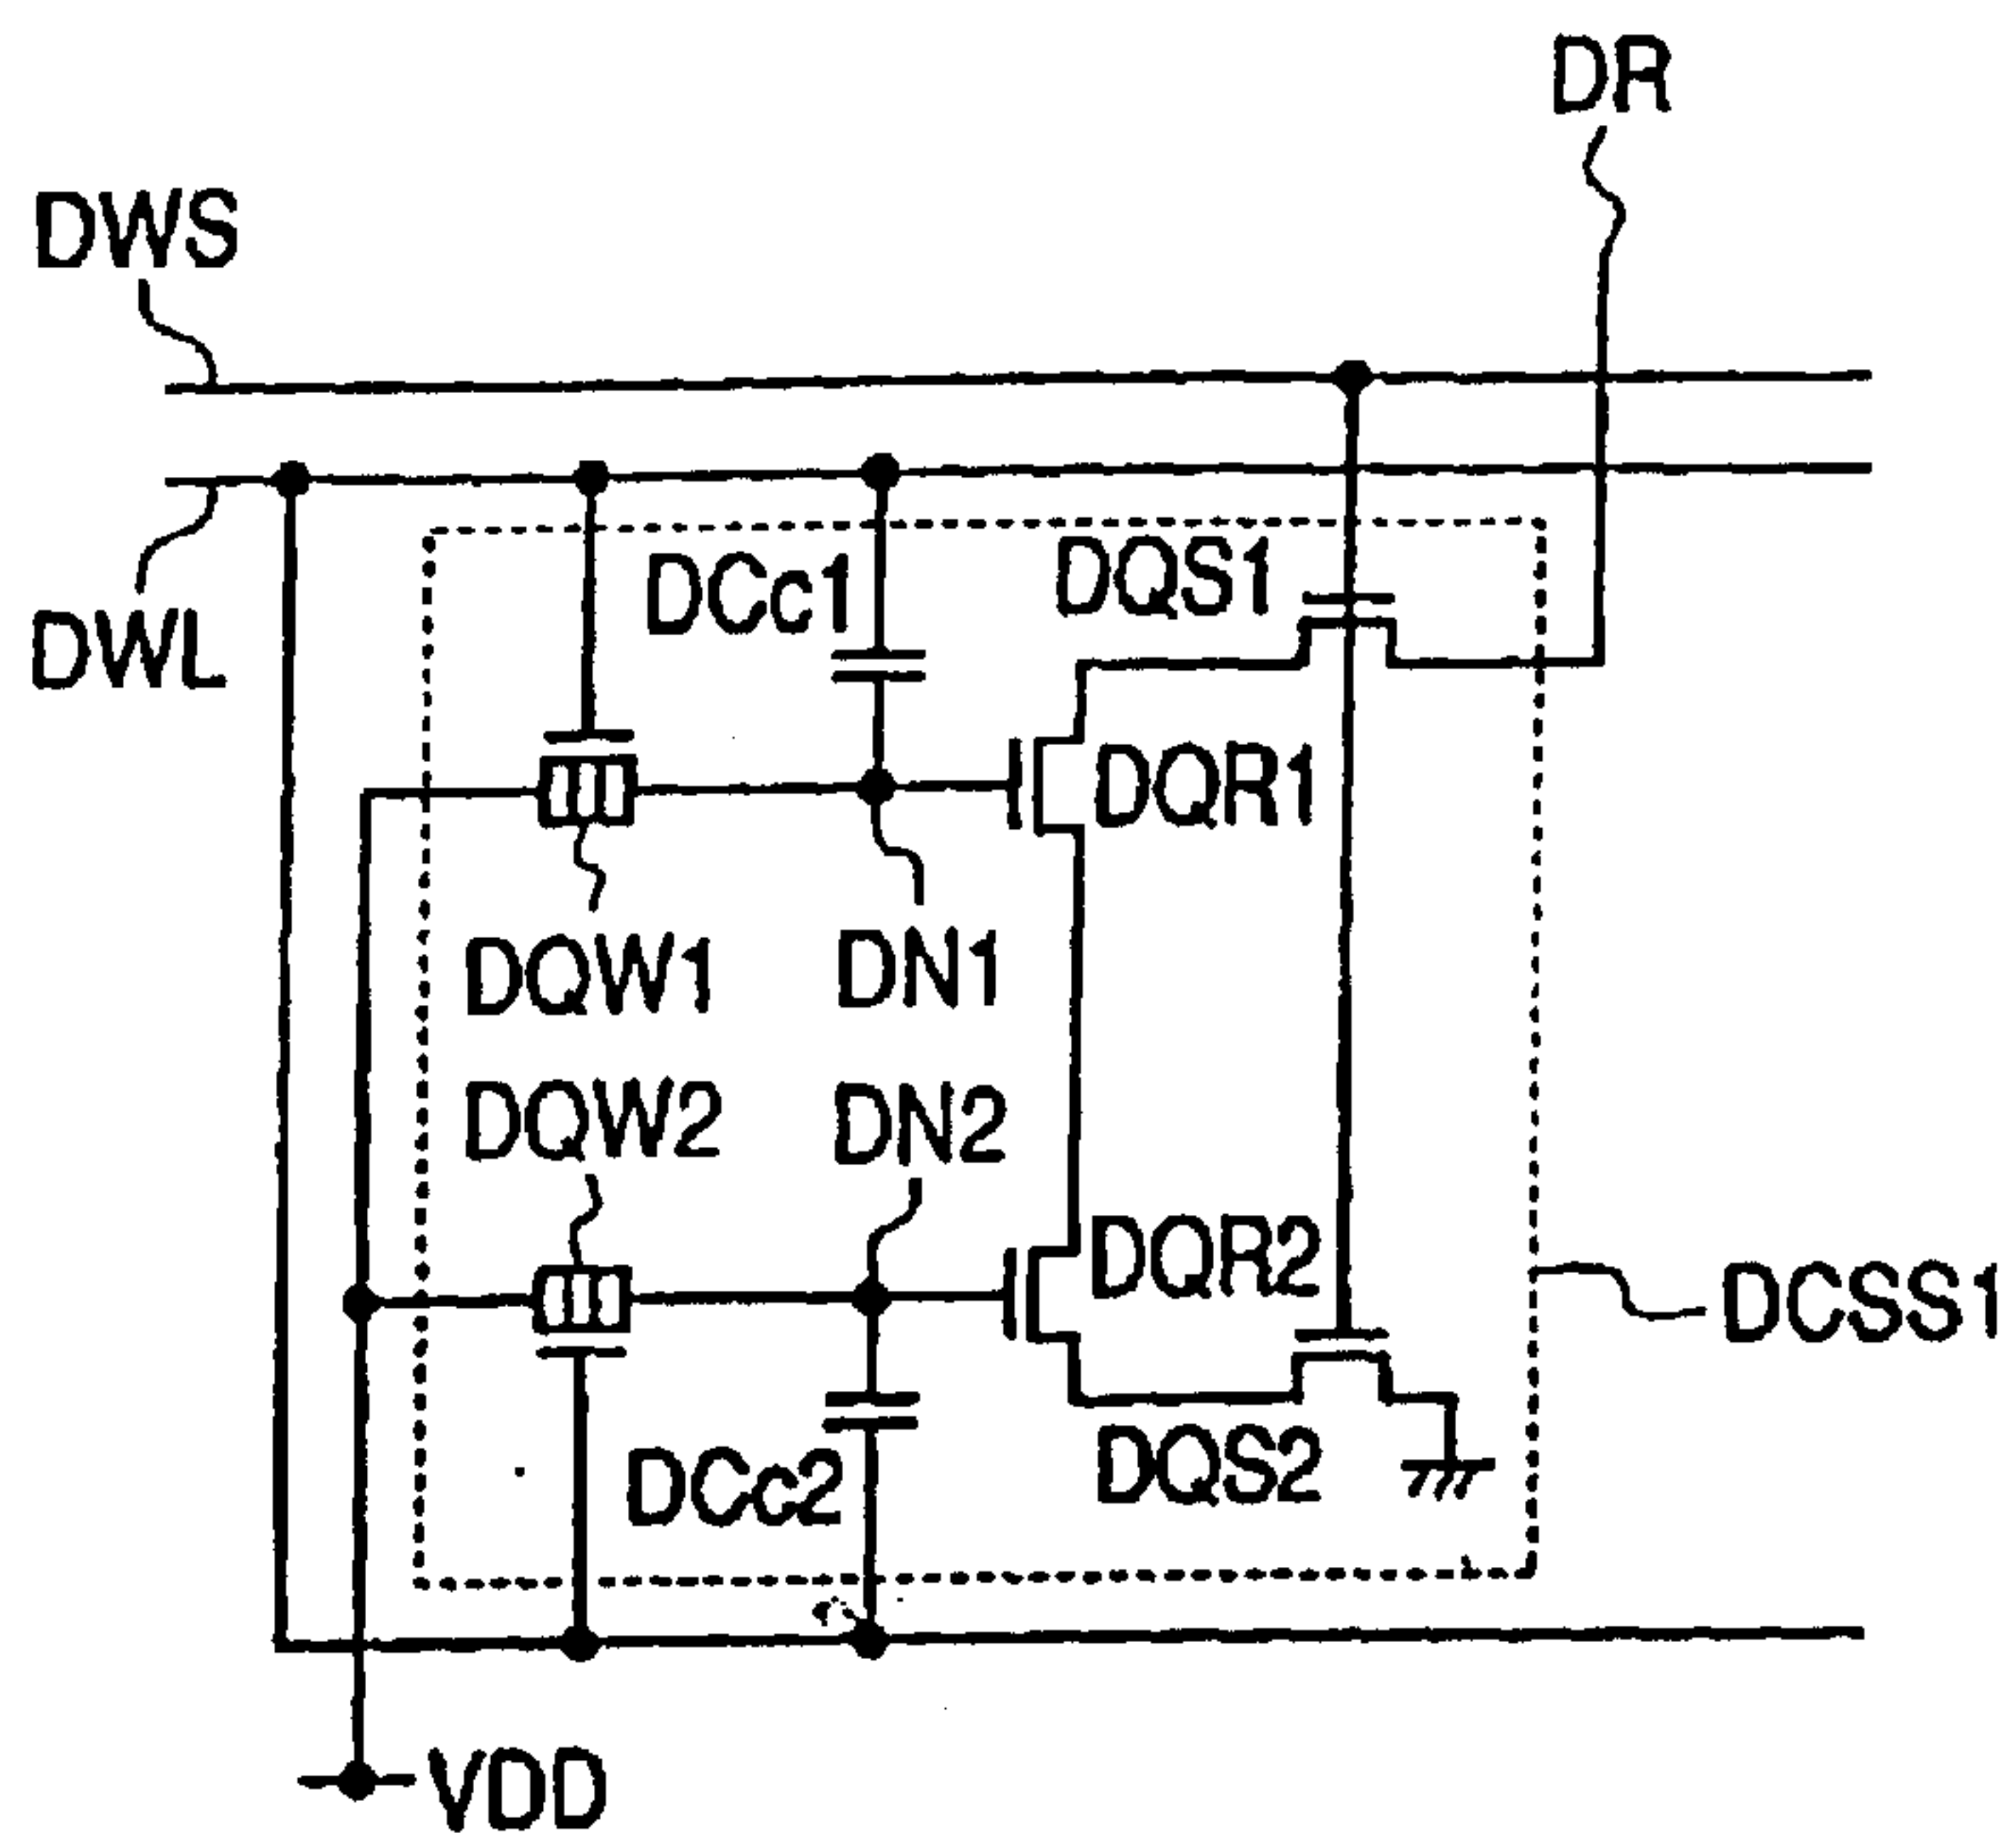 DR
DWS
DCc1
DQS1
DWL
DQR1
DQW1
DN1
DQW2
DN2
DQR2
DCSS1
DCc2
DQS2
VDD